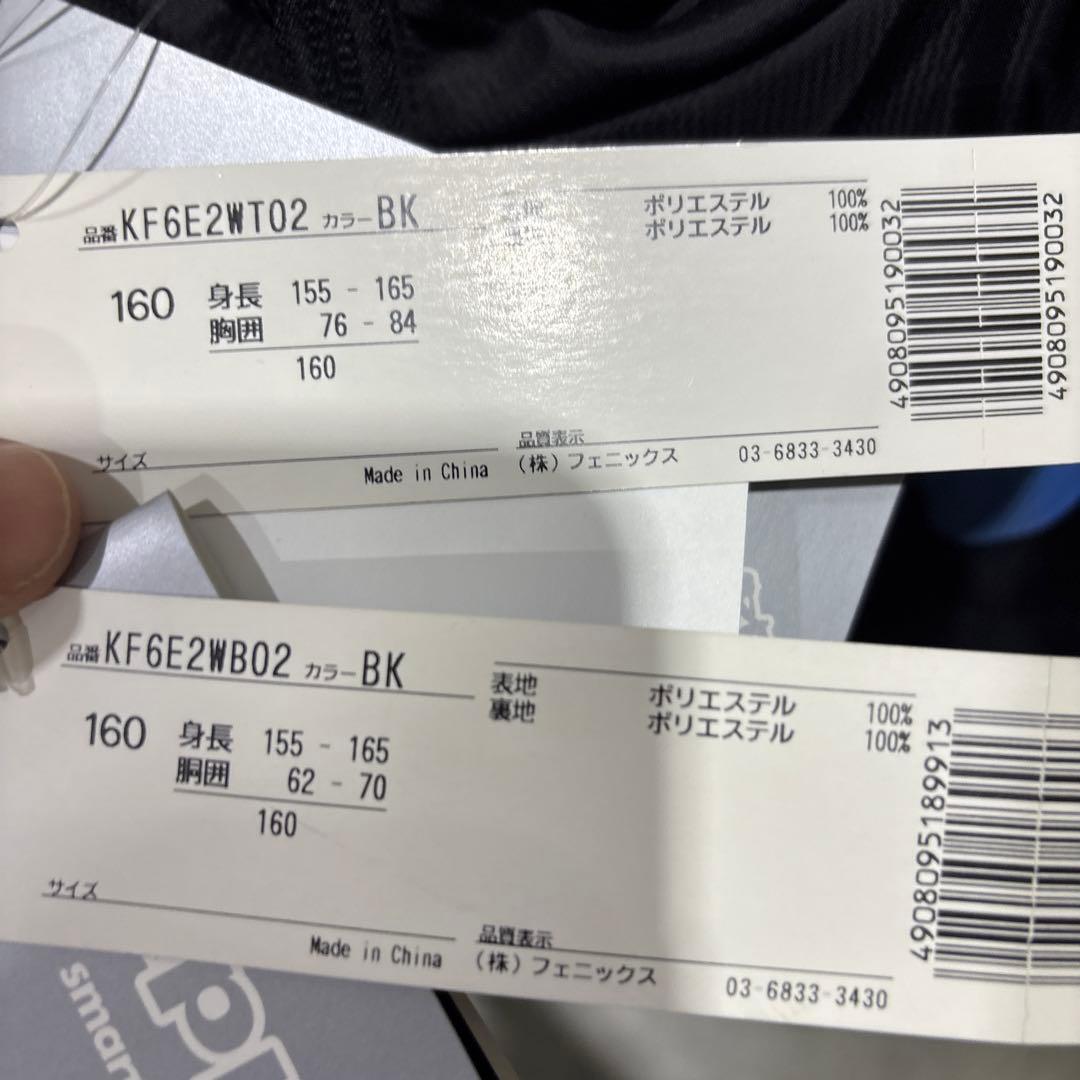 品番 KF6E2WT02 カラー BK
160 身長 155 - 165
胸囲 76 - 84
160
サイズ
Made in China
ポリエステル 100%
ポリエステル 100%
品質表示
(株)フェニックス 03-6833-3430
4908095190032
4908095190032
品番 KF6E2WB02 カラー BK
160 身長 155 - 165
胴囲 62 - 70
160
サイズ
Made in China
表地 ポリエステル 100%
裏地 ポリエステル 100%
品質表示
(株)フェニックス 03-6833-3430
4908095189913